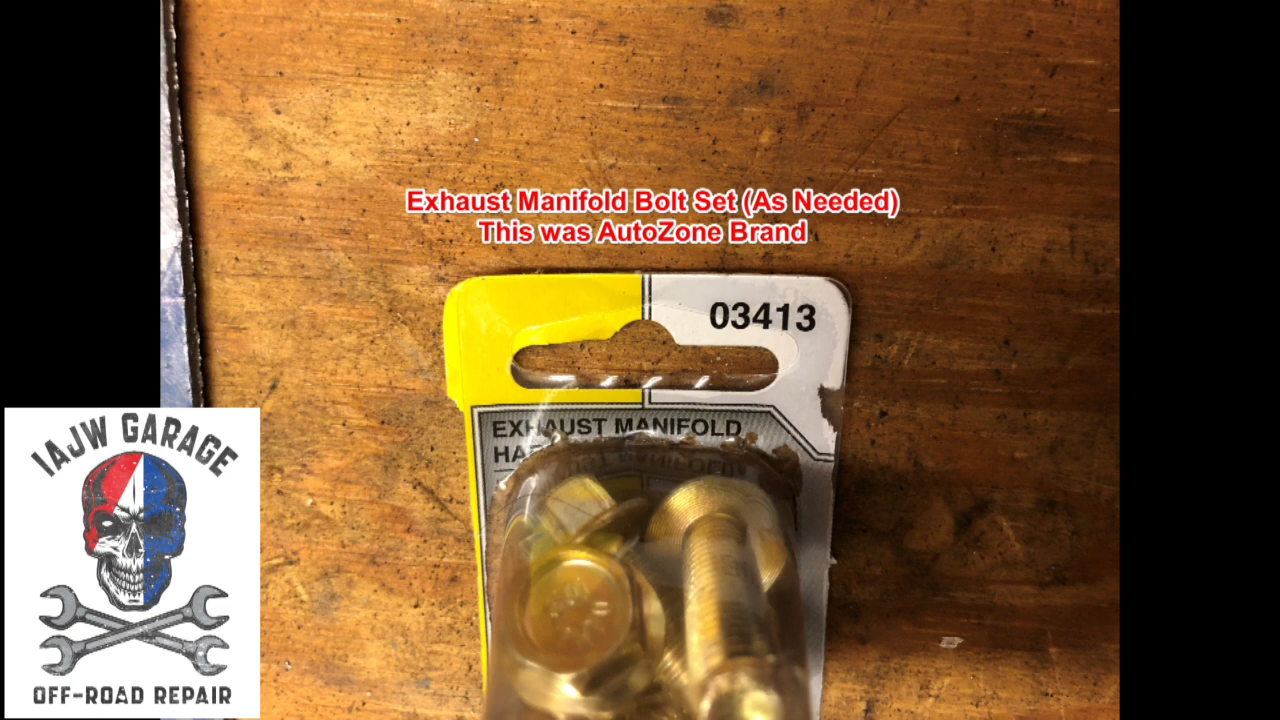 Exhaust Manifold Bolt Set (As Needed)
This was AutoZone Brand
03413
EXHAUST MANIFOLD
IAJW GARAGE
OFF-ROAD REPAIR